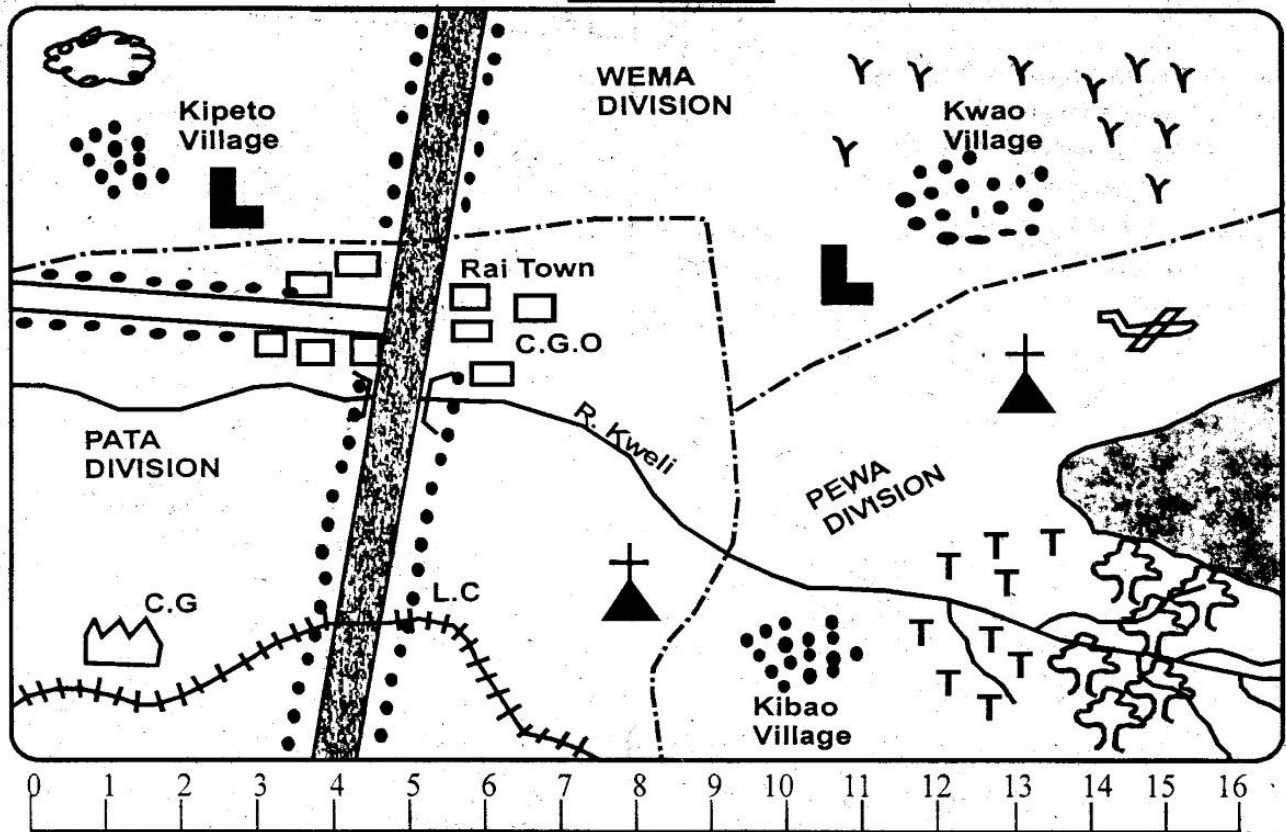 WEMA
DIVISION
Kipeto
Village
Kwao
Village
Rai Town
C.G.O
R. Kweli
PATA
DIVISION
PEWA
DIVISION
C.G
L.C
T T T T
T T T
T T
Kibao
Village
0 1 2 3 4 5 6 7 8 9 10 11 12 13 14 15 16